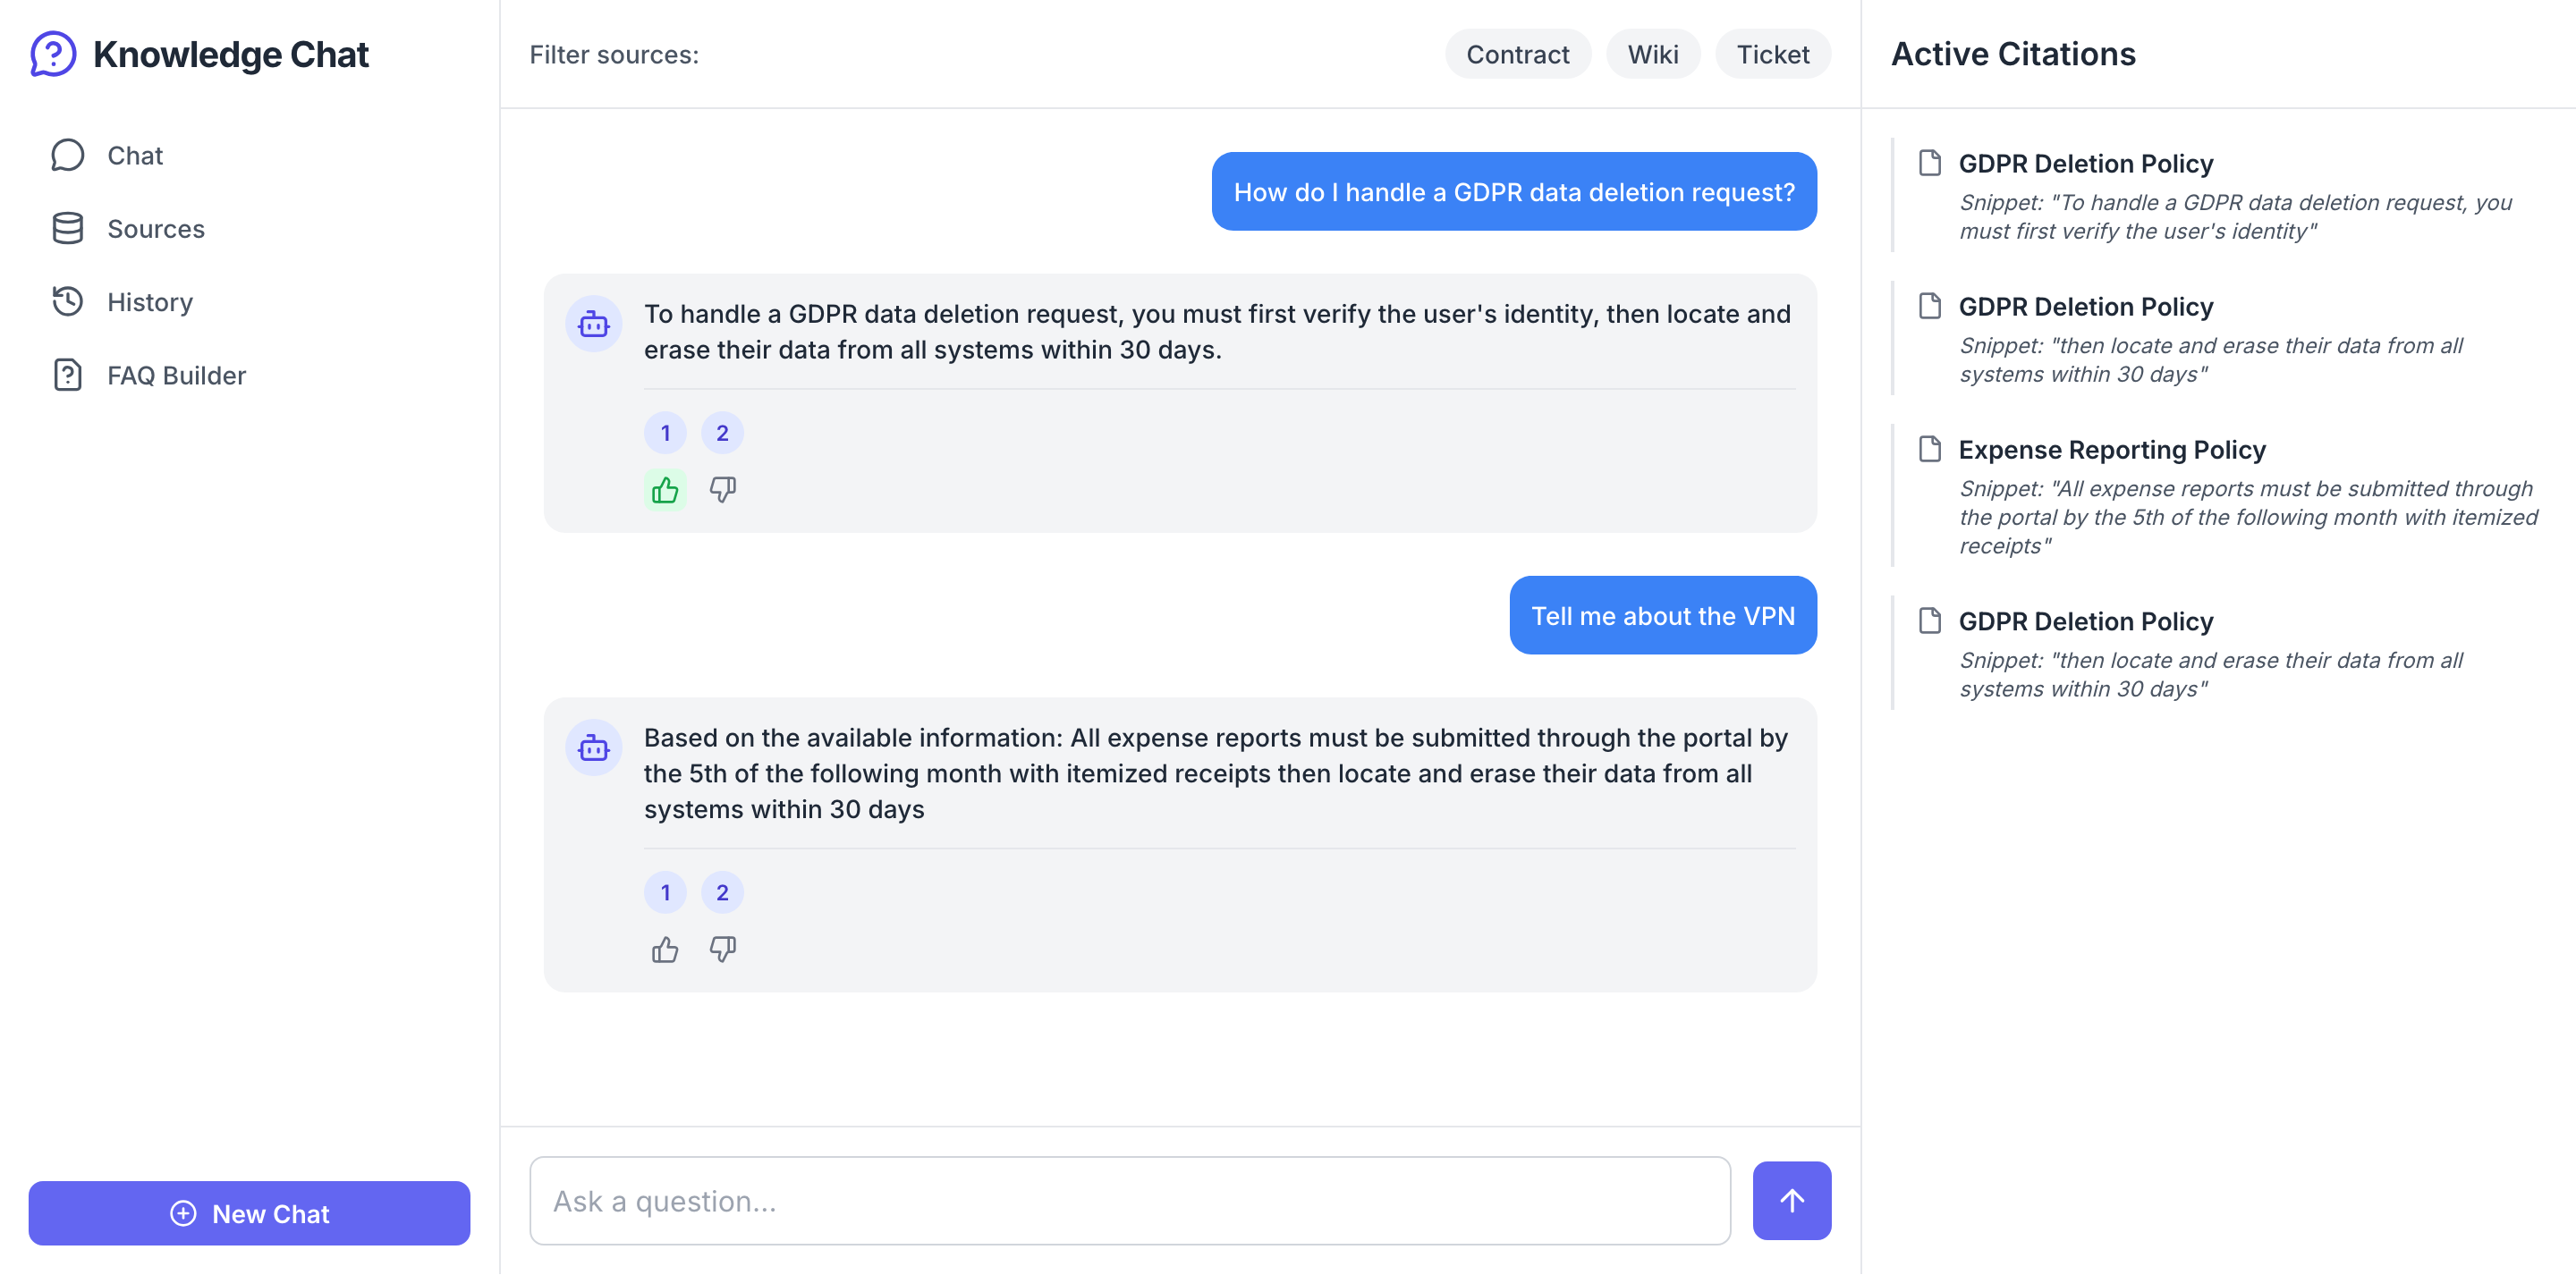 Knowledge Chat
Chat
Sources
History
FAQ Builder
New Chat
Filter sources:
Contract
Wiki
Ticket
How do I handle a GDPR data deletion request?
To handle a GDPR data deletion request, you must first verify the user's identity, then locate and
erase their data from all systems within 30 days.
1 2
Tell me about the VPN
Based on the available information: All expense reports must be submitted through the portal by
the 5th of the following month with itemized receipts then locate and erase their data from all
systems within 30 days
1 2
Ask a question...
Active Citations
GDPR Deletion Policy
Snippet: "To handle a GDPR data deletion request, you
must first verify the user's identity"
GDPR Deletion Policy
Snippet: "then locate and erase their data from all
systems within 30 days"
Expense Reporting Policy
Snippet: "All expense reports must be submitted through
the portal by the 5th of the following month with itemized
receipts"
GDPR Deletion Policy
Snippet: "then locate and erase their data from all
systems within 30 days"